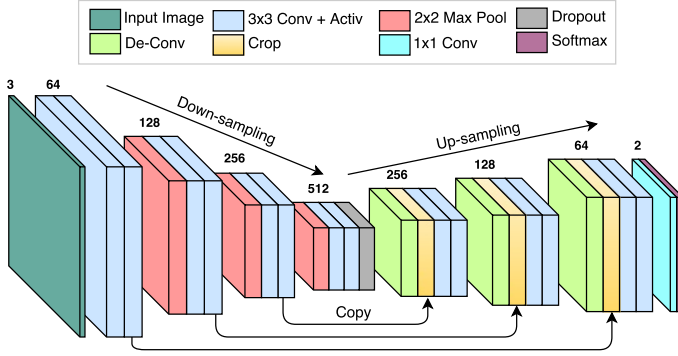 Input Image
3x3 Conv + Activ
2x2 Max Pool
Dropout
De-Conv
Crop
1x1 Conv
Softmax
3
64
128
256
512
256
128
64
2
Down-sampling
Up-sampling
Copy